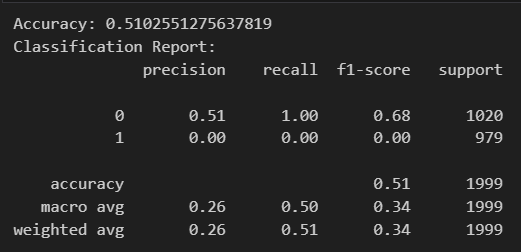 Accuracy: 0.5102551275637819
Classification Report:
precision recall f1-score support
0 0.51 1.00 0.68 1020
1 0.00 0.00 0.00 979
accuracy 0.51 1999
macro avg 0.26 0.50 0.34 1999
weighted avg 0.26 0.51 0.34 1999